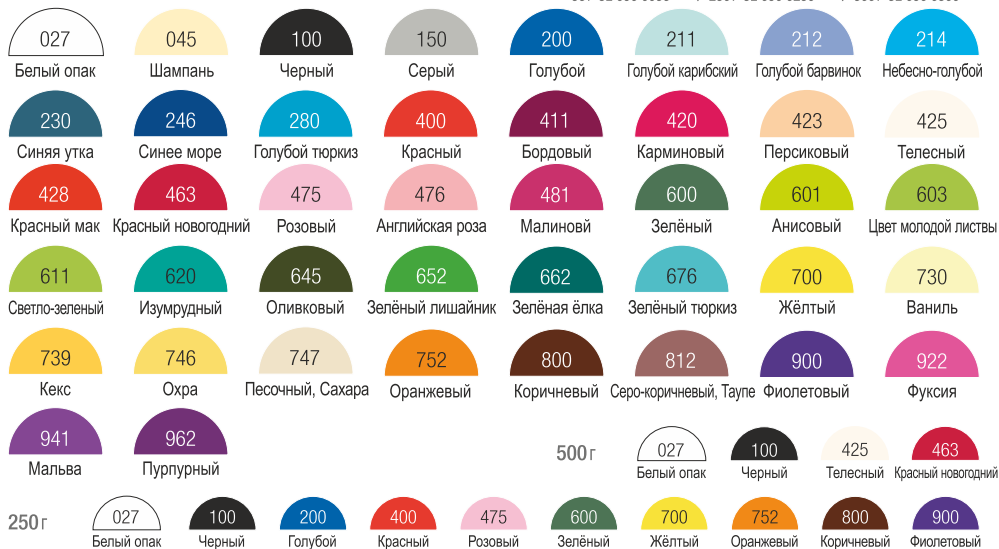 027 045 100 150 200 211 212 214
Белый опак Шампань Черный Серый Голубой Голубой карибский Голубой барвинок Небесно-голубой
230 246 280 400 411 420 423 425
Синяя утка Синее море Голубой тюркиз Красный Бордовый Карминовый Персиковый Телесный
428 463 475 476 481 600 601 603
Красный мак Красный новогодний Розовый Английская роза Малиновй Зелёный Анисовый Цвет молодой листвы
611 620 645 652 662 676 700 730
Светло-зеленый Изумрудный Оливковый Зелёный лишайник Зелёная ёлка Зелёный тюркиз Жёлтый Ваниль
739 746 747 752 800 812 900 922
Кекс Охра Песочный, Сахара Оранжевый Коричневый Серо-коричневый, Таупе Фиолетовый Фуксия
941 962
Мальва Пурпурный
500 г 027 100 425 463
Белый опак Черный Телесный Красный новогодний
250 г 027 100 200 400 475 600 700 752 800 900
Белый опак Черный Голубой Красный Розовый Зелёный Жёлтый Оранжевый Коричневый Фиолетовый